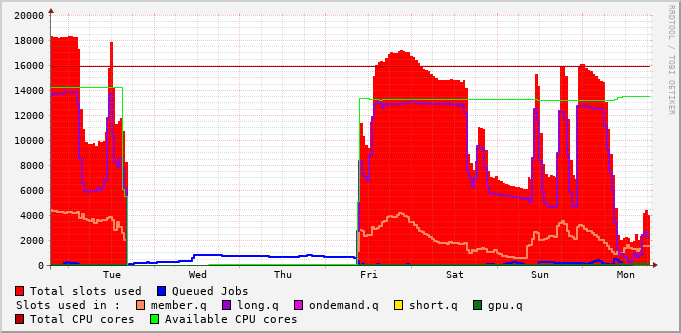 20000
18000
16000
14000
12000
10000
8000
6000
4000
2000
0
Tue Wed Thu Fri Sat Sun Mon
RRDTOOL / TOBI OETIKER
Total slots used Queued Jobs
Slots used in : member.q long.q ondemand.q short.q gpu.q
Total CPU cores Available CPU cores